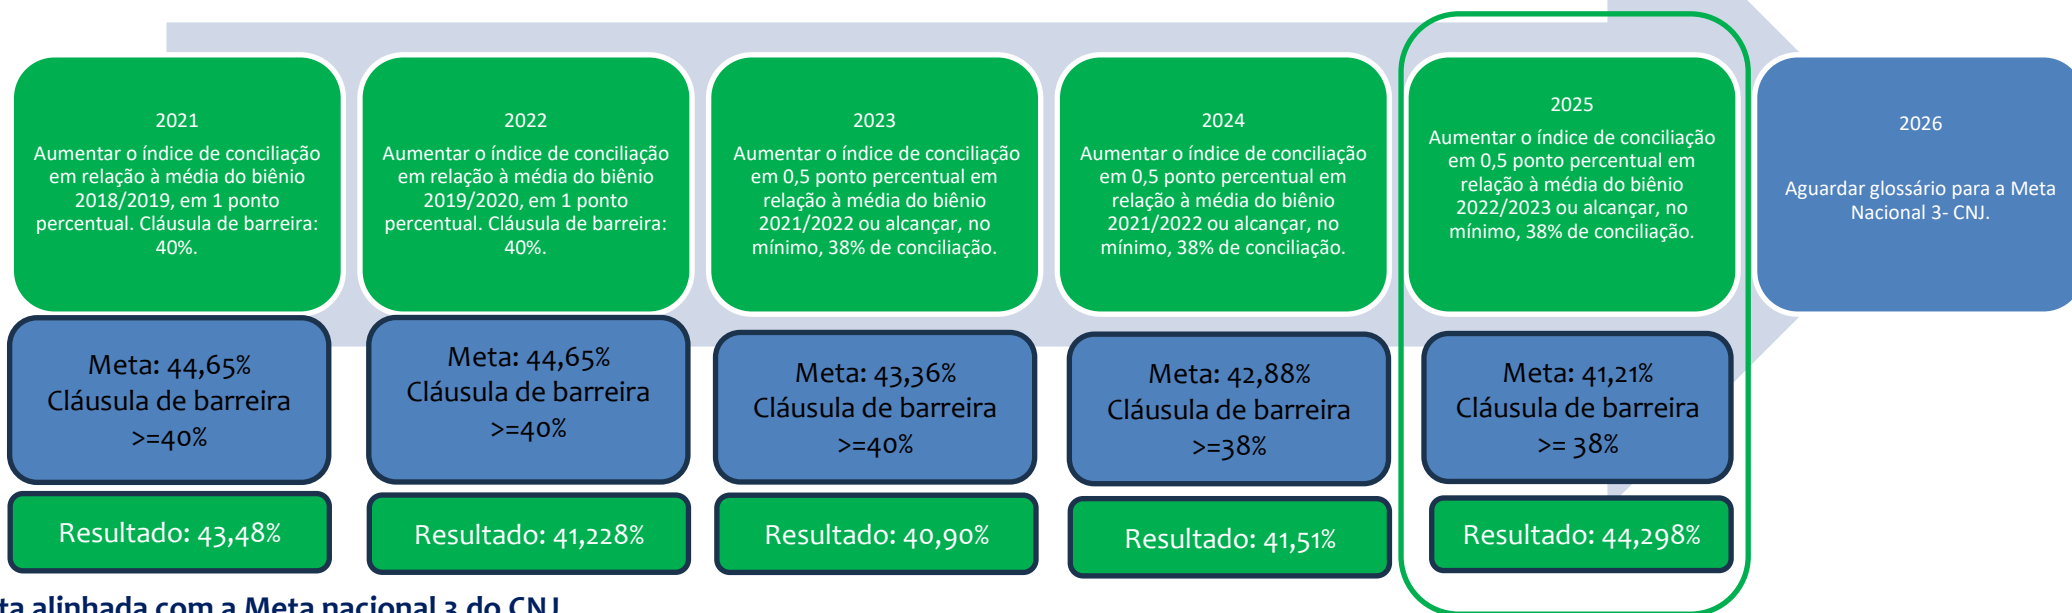 2021
Aumentar o índice de conciliação
em relação à média do biênio
2018/2019, em 1 ponto
percentual. Cláusula de barreira:
40%.
2022
Aumentar o índice de conciliação
em relação à média do biênio
2019/2020, em 1 ponto
percentual. Cláusula de barreira:
40%.
2023
Aumentar o índice de conciliação
em 0,5 ponto percentual em
relação à média do biênio
2021/2022 ou alcançar, no
mínimo, 38% de conciliação.
2024
Aumentar o índice de conciliação
em 0,5 ponto percentual em
relação à média do biênio
2021/2022 ou alcançar, no
mínimo, 38% de conciliação.
2025
Aumentar o índice de conciliação
em 0,5 ponto percentual em
relação à média do biênio
2022/2023 ou alcançar, no
mínimo, 38% de conciliação.
2026
Aguardar glossário para a Meta
Nacional 3- CNJ.
Meta: 44,65%
Cláusula de barreira
>=40%
Meta: 44,65%
Cláusula de barreira
>=40%
Meta: 43,36%
Cláusula de barreira
>=40%
Meta: 42,88%
Cláusula de barreira
>=38%
Meta: 41,21%
Cláusula de barreira
>= 38%
Resultado: 43,48%
Resultado: 41,228%
Resultado: 40,90%
Resultado: 41,51%
Resultado: 44,298%
alinhada com a Meta nacional 3 do CNJ